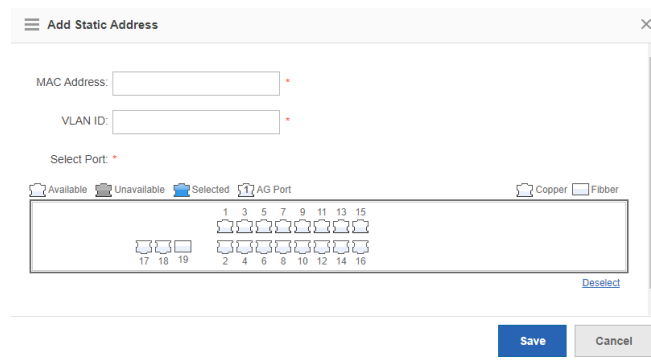 Add Static Address
MAC Address: *
VLAN ID: *
Select Port: *
Available Unavailable Selected 1 AG Port Copper Fibber
1 3 5 7 9 11 13 15
17 18 19 2 4 6 8 10 12 14 16
Deselect
Save Cancel